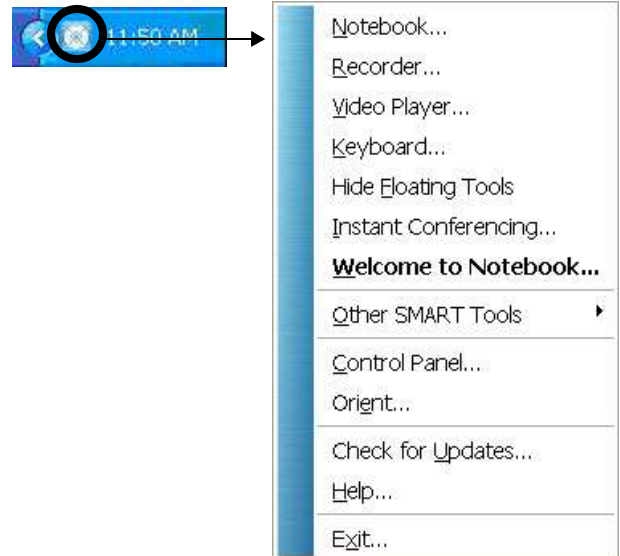 11:50 AM
Notebook...
Recorder...
Video Player...
Keyboard...
Hide Floating Tools
Instant Conferencing...
Welcome to Notebook...
Other SMART Tools
Control Panel...
Orient...
Check for Updates...
Help...
Exit...